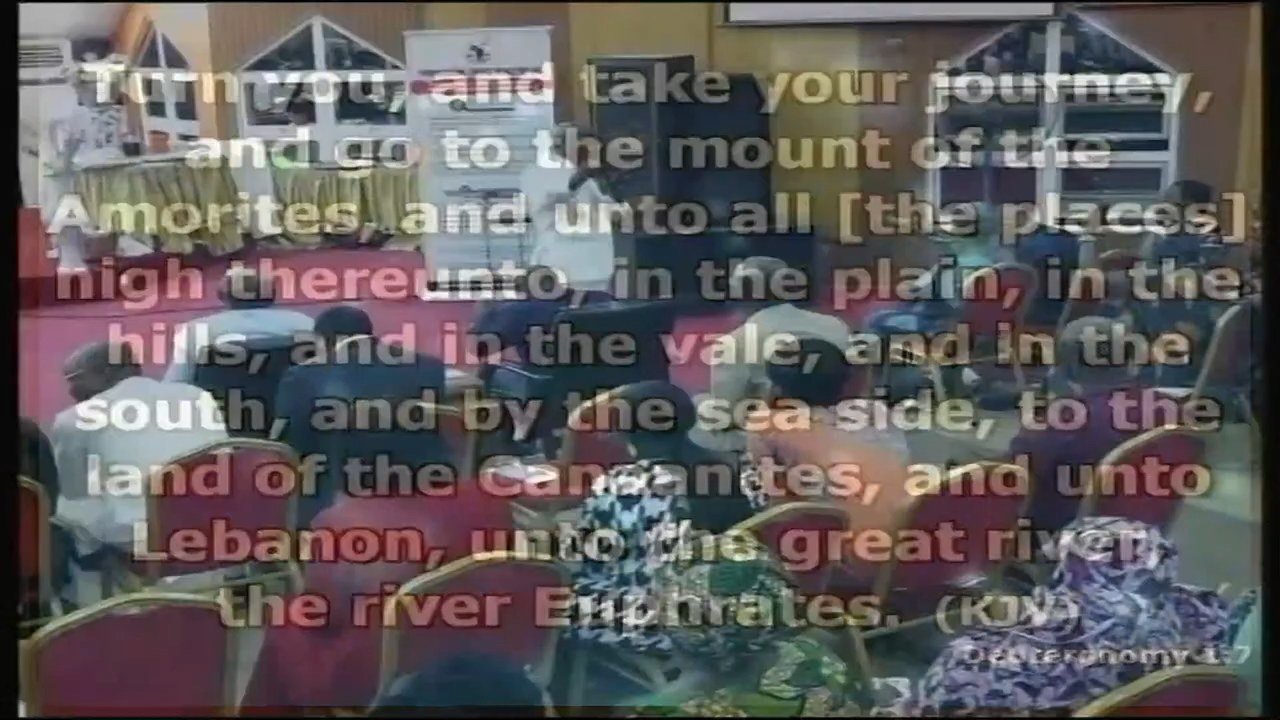 Turn you, and take your journey,
and go to the mount of the
Amorites, and unto all [the places]
nigh thereunto, in the plain, in the
hills, and in the vale, and in the
south, and by the sea side, to the
land of the Canaanites, and unto
Lebanon, unto the great river,
the river Euphrates. (KJV)
Deuteronomy 1:7